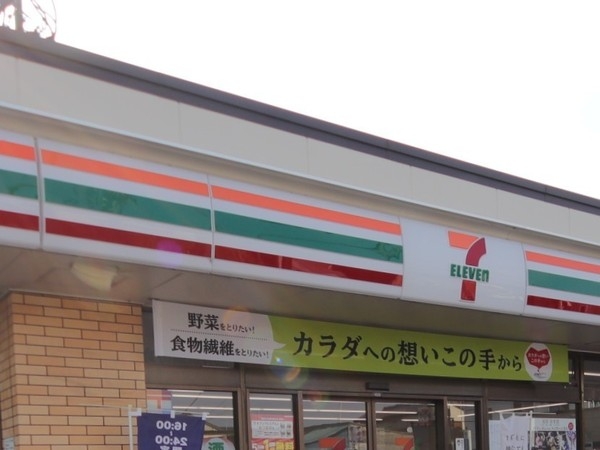 7
ELEVEn
野菜をとりたい!
食物繊維をとりたい!
カラダへの想いこの手から
16:00
24:00
酒